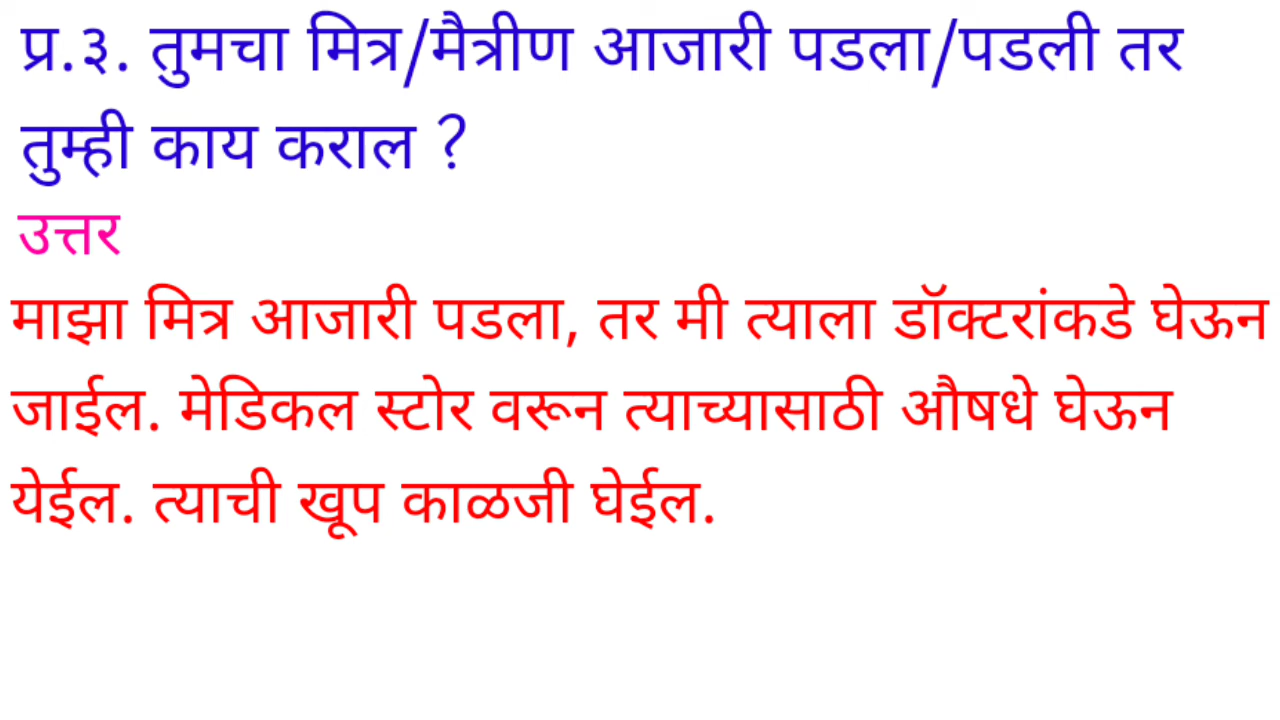 प्र.३. तुमचा मित्र/मैत्रीण आजारी पडला/पडली तर
तुम्ही काय कराल ?
उत्तर
माझा मित्र आजारी पडला, तर मी त्याला डॉक्टरांकडे घेऊन
जाईल. मेडिकल स्टोर वरून त्याच्यासाठी औषधे घेऊन
येईल. त्याची खूप काळजी घेईल.